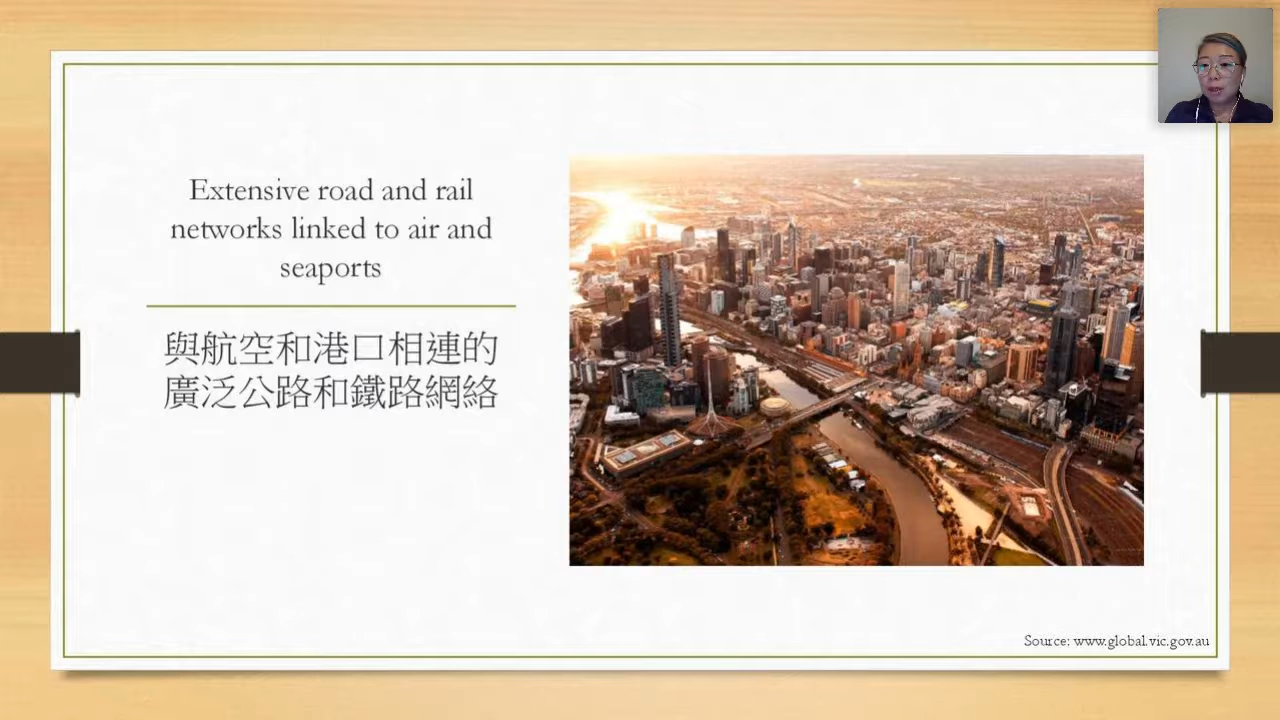 Extensive road and rail
networks linked to air and
seaports
與航空和港口相連的
廣泛公路和鐵路網絡
Source: www.global.vic.gov.au